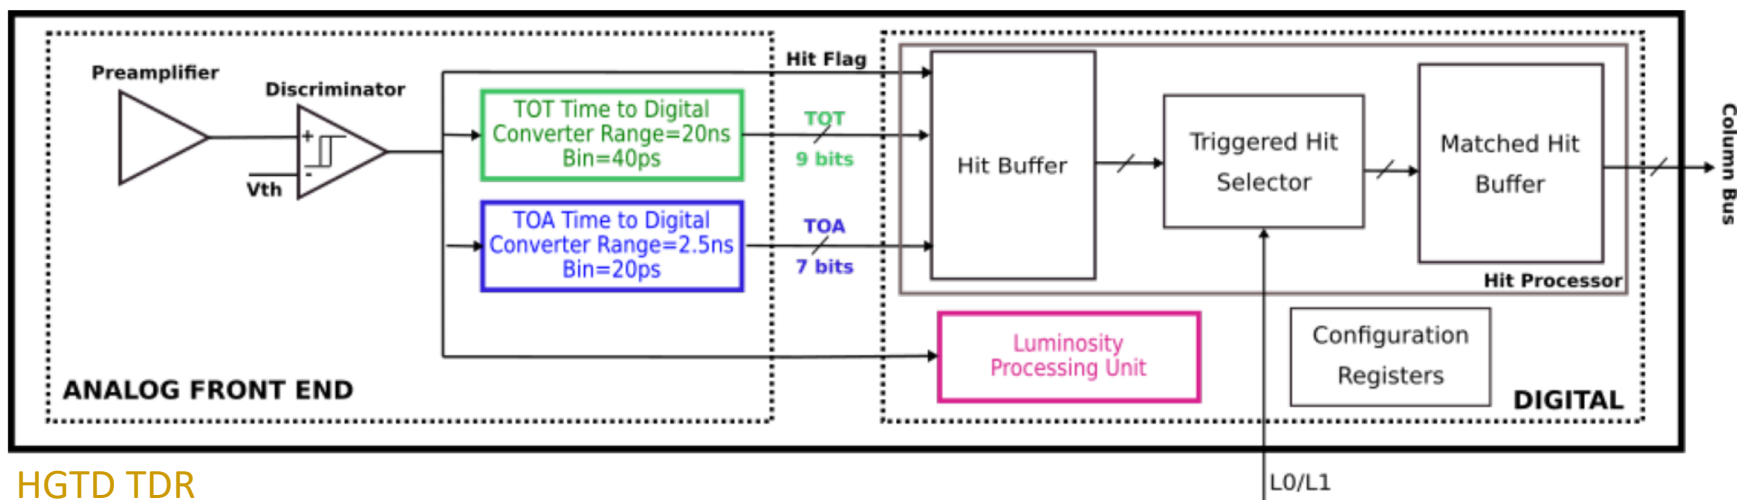 Preamplifier
Discriminator
+
-
Vth
TOT Time to Digital
Converter Range=20ns
Bin=40ps
TOA Time to Digital
Converter Range=2.5ns
Bin=20ps
ANALOG FRONT END
Hit Flag
TOT
9 bits
TOA
7 bits
Hit Buffer
Triggered Hit
Selector
Matched Hit
Buffer
Hit Processor
Luminosity
Processing Unit
Configuration
Registers
DIGITAL
Column Bus
L0/L1
HGTD TDR